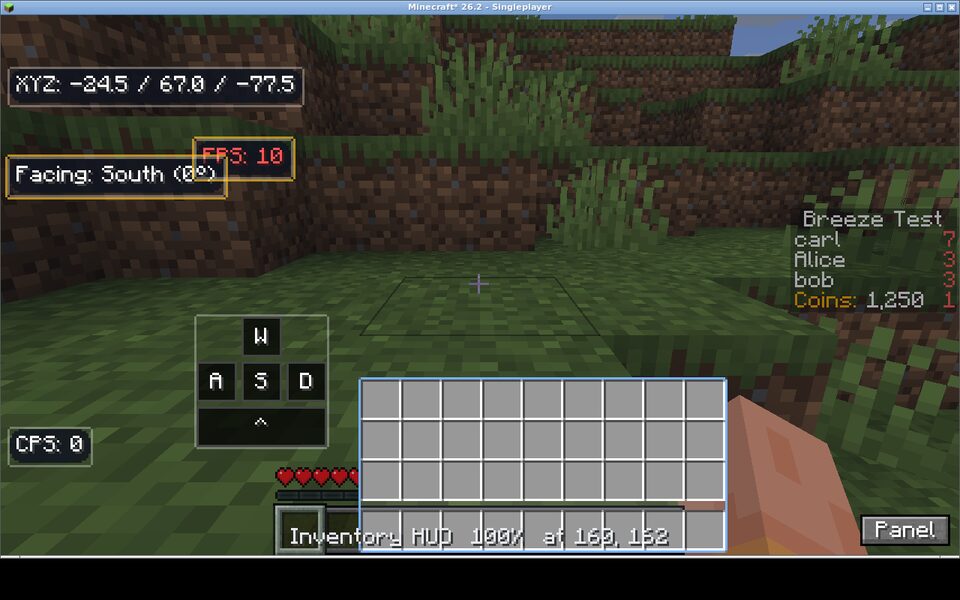 Minecraft* 26.2 - Singleplayer
XYZ: -24.5 / 67.0 / -77.5
FPS: 10
Facing: South (0°)
Breeze Test
carl 7
Alice 3
bob 3
Coins: 1,250 1
W
A S D
^
CPS: 0
Inventory HUD 100% at 160, 162
Panel